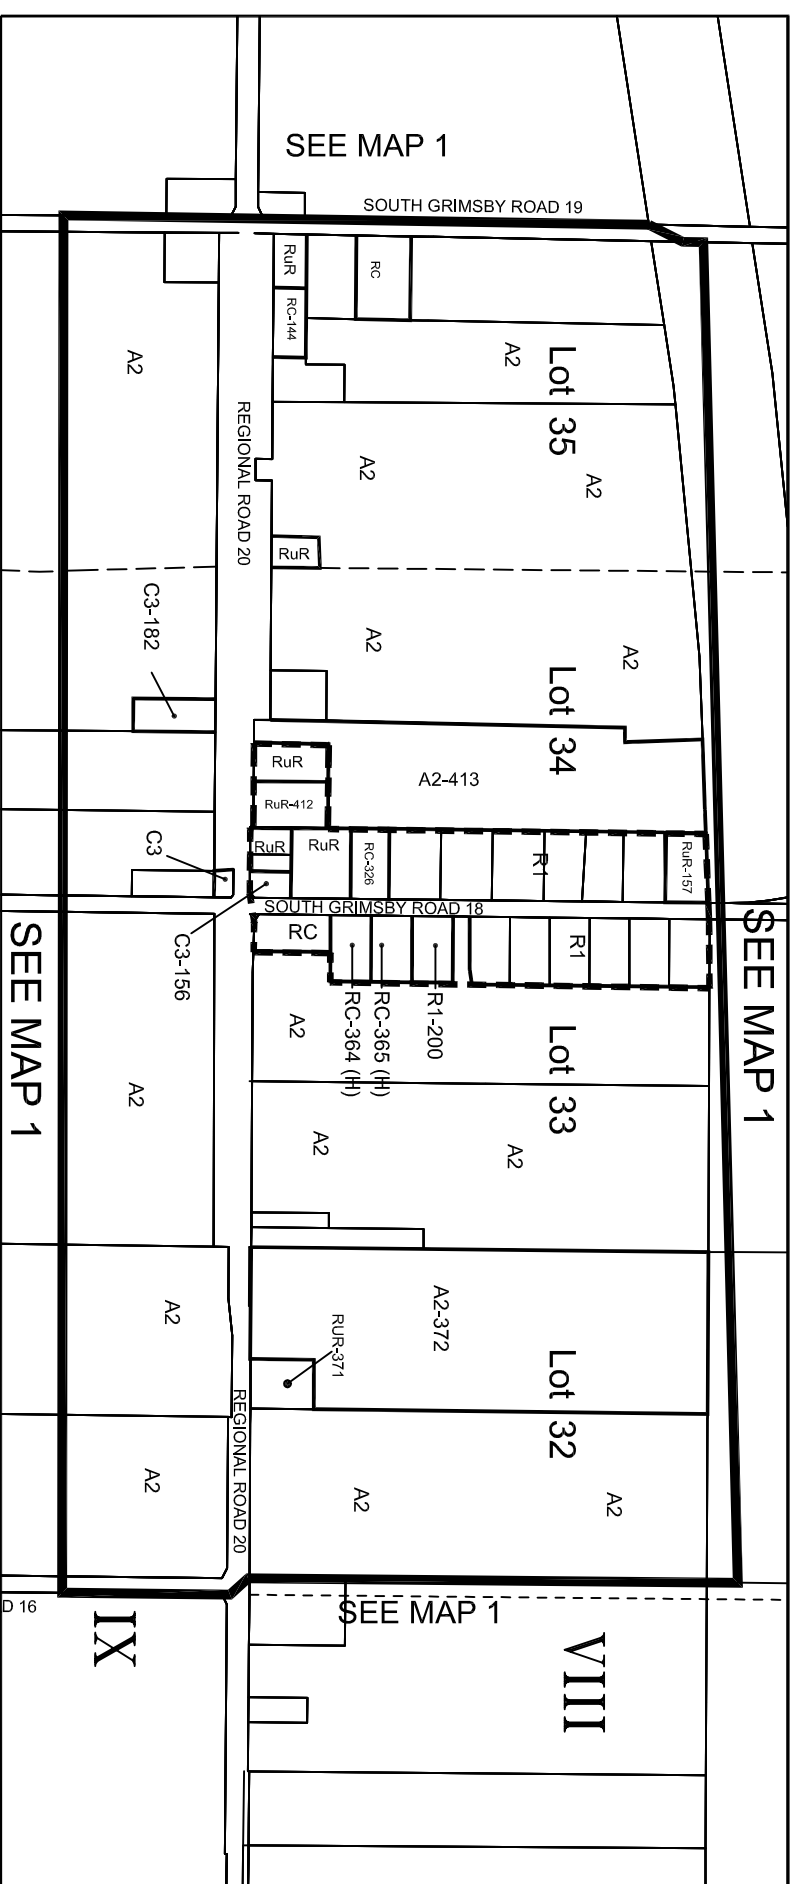 SEE MAP 1
SOUTH GRIMSBY ROAD 19
RuR
RC
RC-144
A2
A2
Lot 35
REGIONAL ROAD 20
A2
A2
RuR
C3-182
A2
A2
Lot 34
RuR
A2-413
RuR-412
C3
RuR
RuR
RC-326
R1
RuR-157
SOUTH GRIMSBY ROAD 18
SEE MAP 1
SEE MAP 1
C3-156
RC
R1
RC-364 (H)
RC-365 (H)
R1-200
A2
Lot 33
A2
A2
A2
A2
A2-372
RUR-371
Lot 32
REGIONAL ROAD 20
A2
A2
A2
D 16
SEE MAP 1
IX
VIII